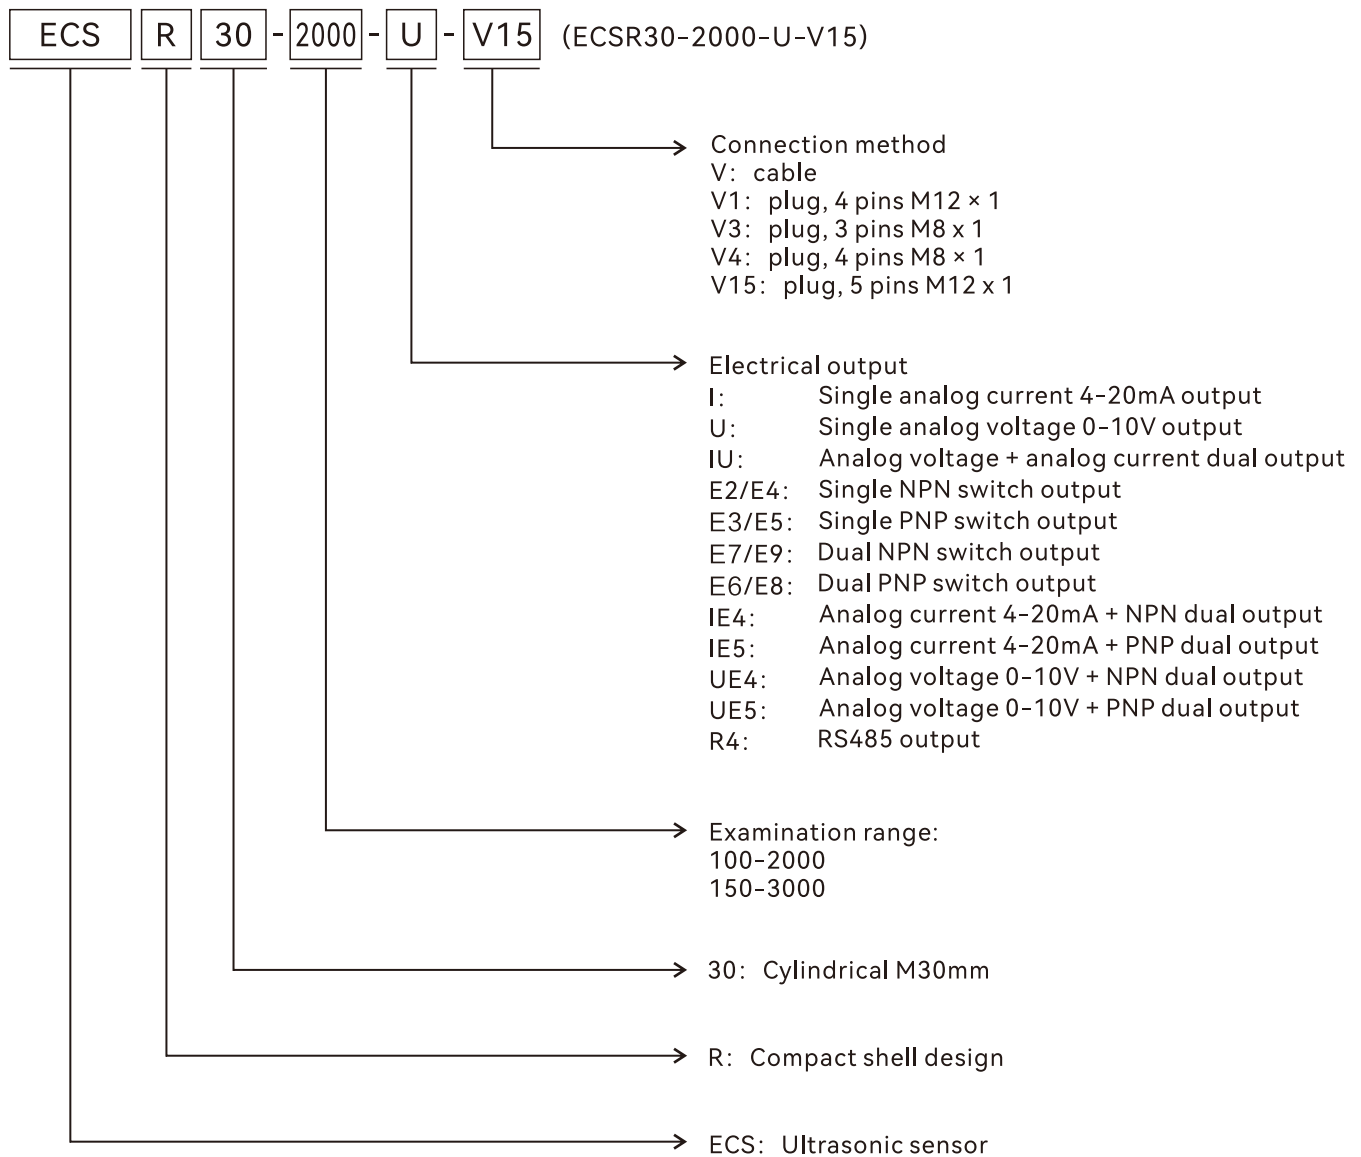 ECS R 30 - 2000 - U - V15 (ECSR30-2000-U-V15)
Connection method
V: cable
V1: plug, 4 pins M12 × 1
V3: plug, 3 pins M8 x 1
V4: plug, 4 pins M8 × 1
V15: plug, 5 pins M12 x 1
Electrical output
I: Single analog current 4-20mA output
U: Single analog voltage 0-10V output
IU: Analog voltage + analog current dual output
E2/E4: Single NPN switch output
E3/E5: Single PNP switch output
E7/E9: Dual NPN switch output
E6/E8: Dual PNP switch output
IE4: Analog current 4-20mA + NPN dual output
IE5: Analog current 4-20mA + PNP dual output
UE4: Analog voltage 0-10V + NPN dual output
UE5: Analog voltage 0-10V + PNP dual output
R4: RS485 output
Examination range:
100-2000
150-3000
30: Cylindrical M30mm
R: Compact shell design
ECS: Ultrasonic sensor